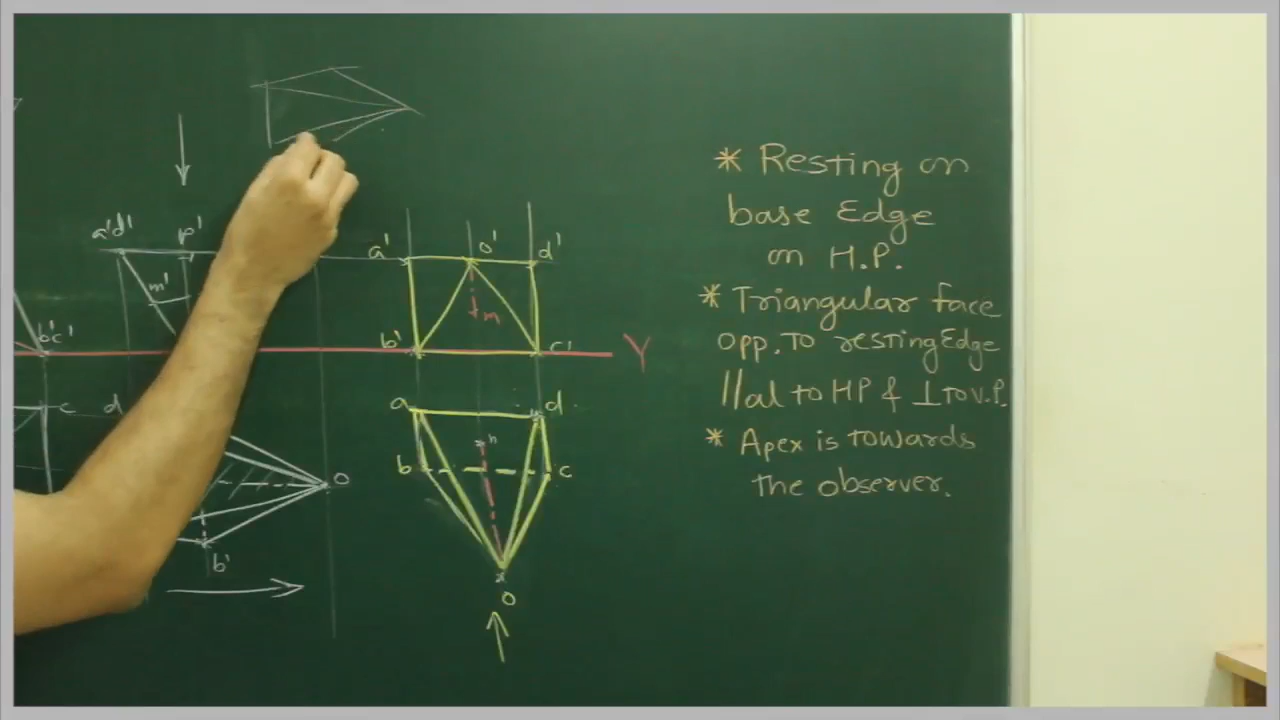 * Resting on
base Edge
on H.P.
* Triangular face
opp. To resting Edge
//al to HP & ⊥ to V.P.
* Apex is towards
the observer.
a'd' p'
m'
b'c'
c d
o
b'
a' o' d'
m
b' c' Y
a d
n
b c
o